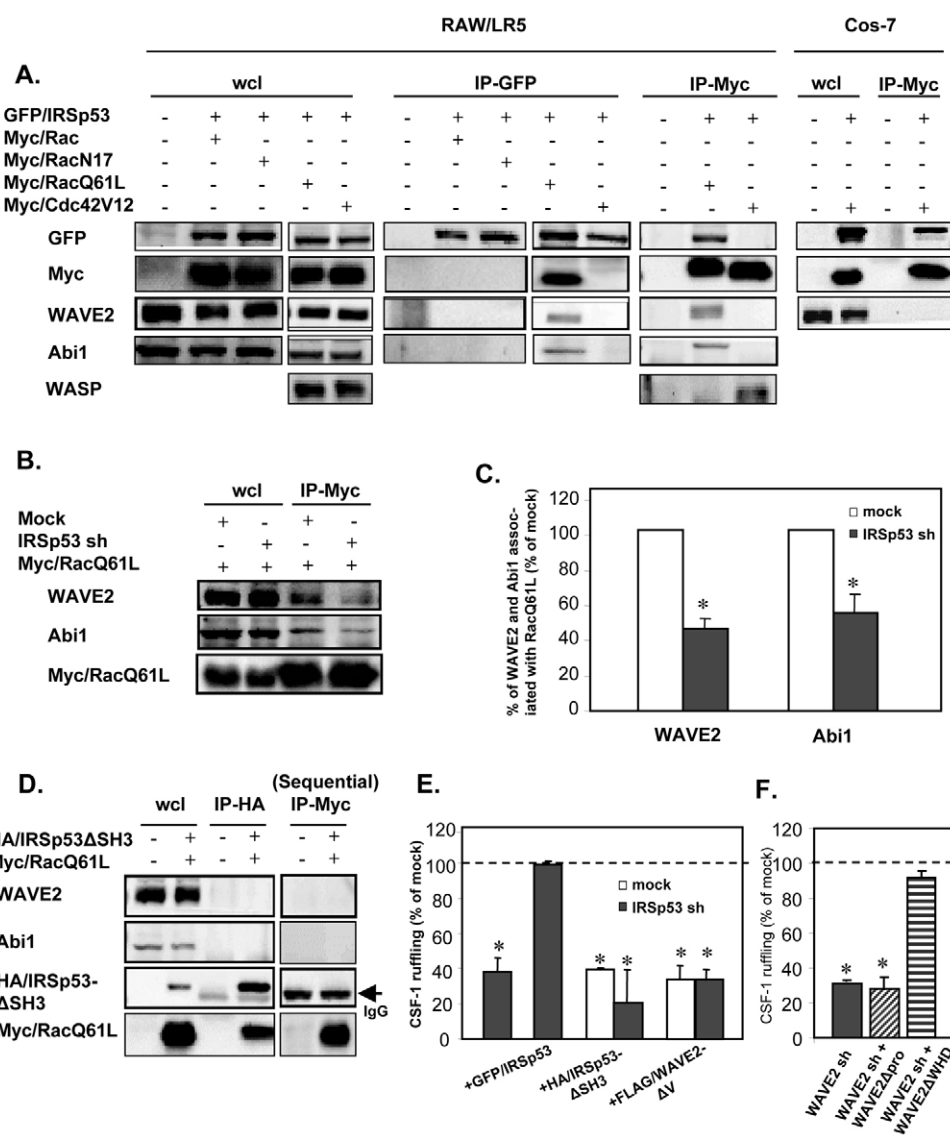 RAW/LR5 Cos-7
A.
wcl IP-GFP IP-Myc wcl IP-Myc
GFP/IRSp53 - + + + + - + + + + - + + - + - +
Myc/Rac - + - - - - + - - - - - - - - - -
Myc/RacN17 - - + - - - - + - - - - - - - - -
Myc/RacQ61L - - - + - - - - + - - + - - - - -
Myc/Cdc42V12 - - - - + - - - - + - - + - + - +
GFP
Myc
WAVE2
Abi1
WASP
B.
wcl IP-Myc
Mock + - + -
IRSp53 sh - + - +
Myc/RacQ61L + + + +
WAVE2
Abi1
Myc/RacQ61L
C.
% of WAVE2 and Abi1 assoc-
iated with RacQ61L (% of mock)
120
100
80
60
40
20
0
mock
IRSp53 sh
* *
WAVE2 Abi1
D.
(Sequential)
wcl IP-HA IP-Myc
HA/IRSp53ΔSH3 - + - + - +
Myc/RacQ61L - + - + - +
WAVE2
Abi1
HA/IRSp53-
ΔSH3
IgG
Myc/RacQ61L
E.
CSF-1 ruffling (% of mock)
120
100
80
60
40
20
0
mock
IRSp53 sh
* * * * *
+GFP/IRSp53
+HA/IRSp53-
ΔSH3
+FLAG/WAVE2-
ΔV
F.
CSF-1 ruffling (% of mock)
120
100
80
60
40
20
0
* *
WAVE2 sh
WAVE2 sh +
WAVE2Δpro
WAVE2 sh +
WAVE2ΔWHD